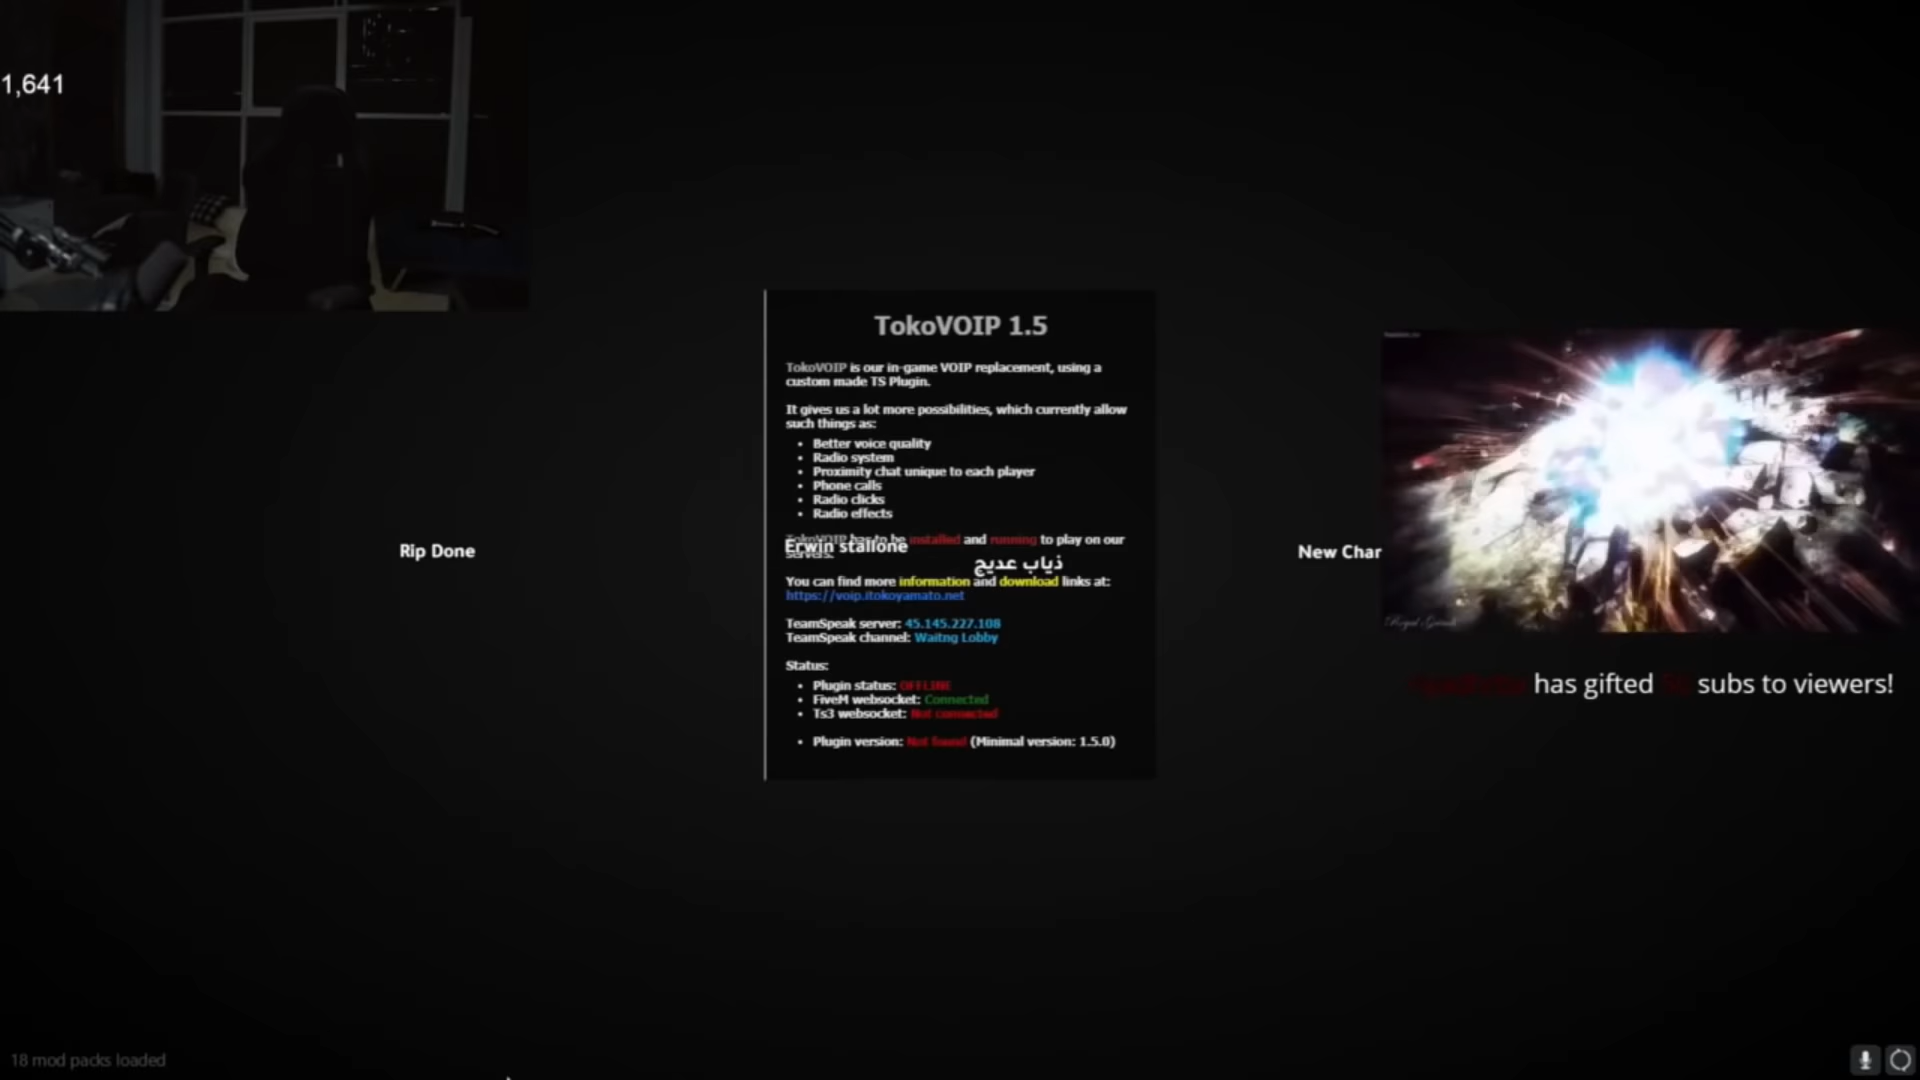 1,641
TokoVOIP 1.5
TokoVOIP is our in-game VOIP replacement, using a
custom made TS Plugin.
It gives us a lot more possibilities, which currently allow
such things as:
Better voice quality
Radio system
Proximity chat unique to each player
Phone calls
Radio clicks
Radio effects
TokoVOIP has to be installed and running to play on our
servers.
Rip Done
Erwin stallone
ذياب عديج
New Char
You can find more information and download links at:
https://voip.itokoyamato.net
TeamSpeak server: 45.145.227.108
TeamSpeak channel: Waitng Lobby
Status:
Plugin status: OFFLINE
FiveM websocket: Connected
Ts3 websocket: Not connected
Plugin version: Not found (Minimal version: 1.5.0)
has gifted subs to viewers!
18 mod packs loaded